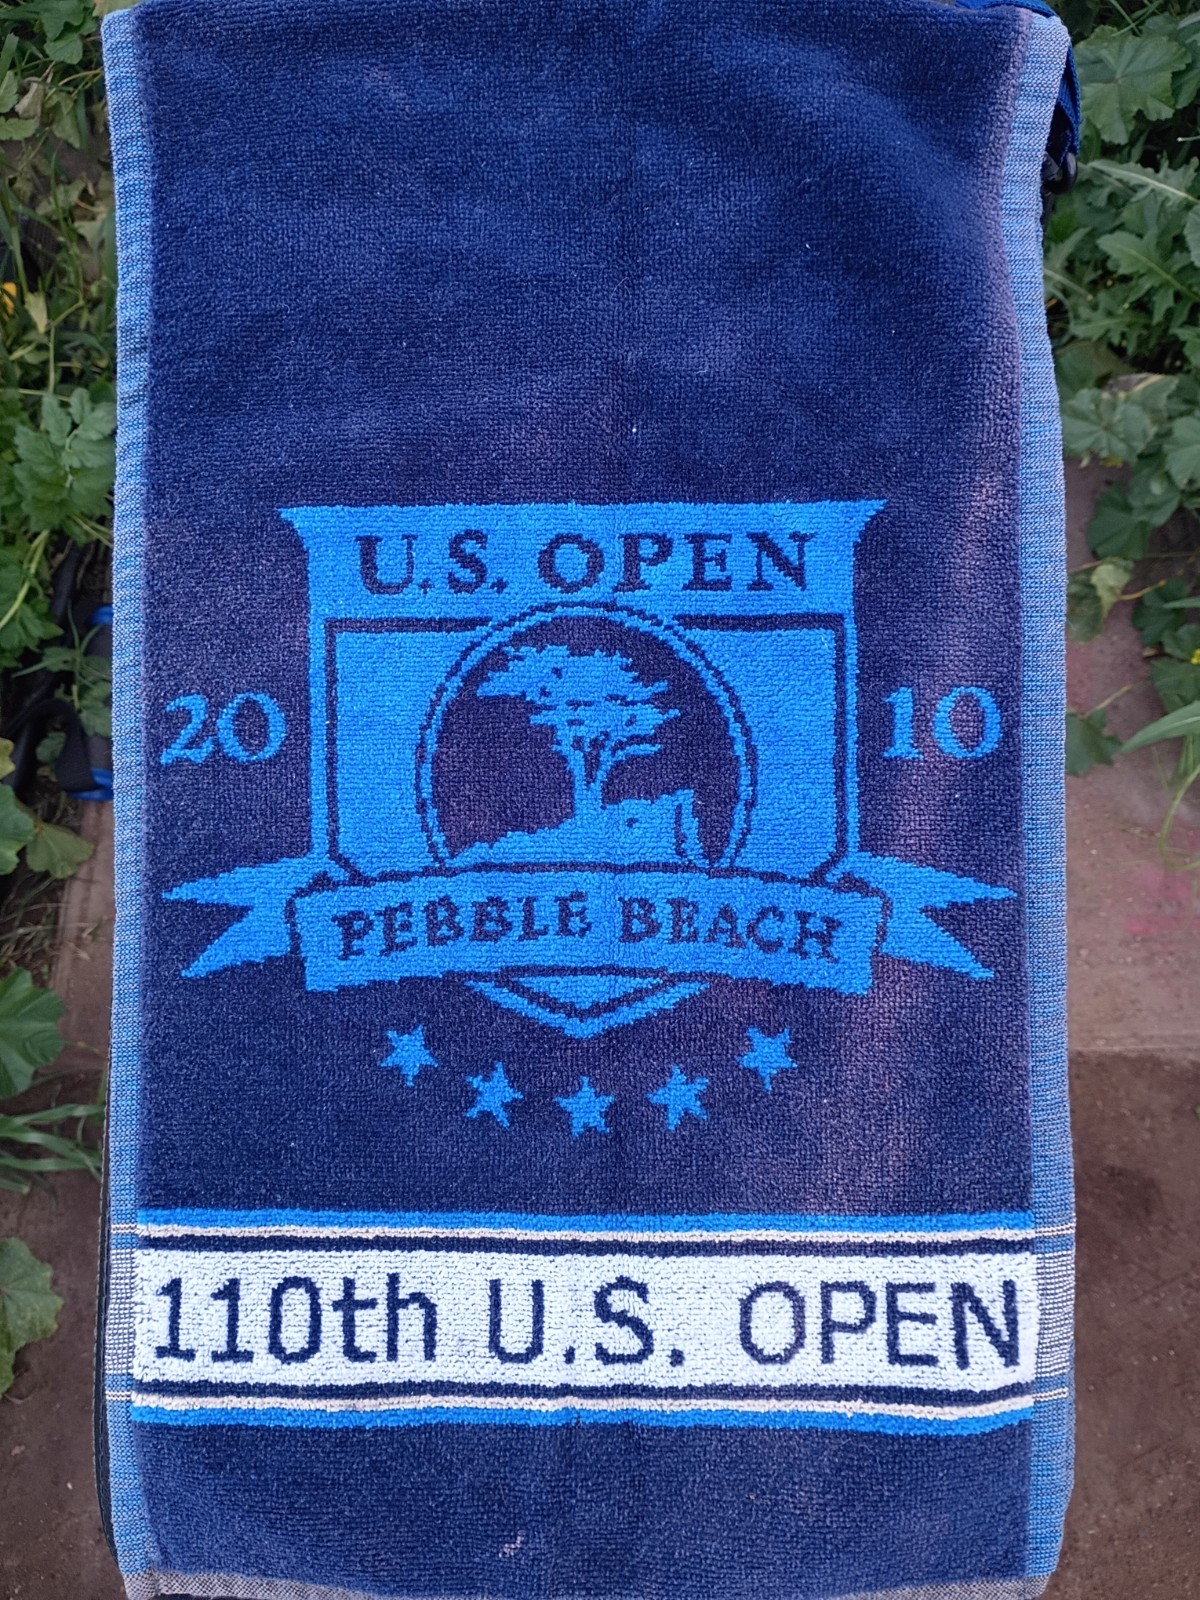 U.S. OPEN
20 10
PEBBLE BEACH
110th U.S. OPEN